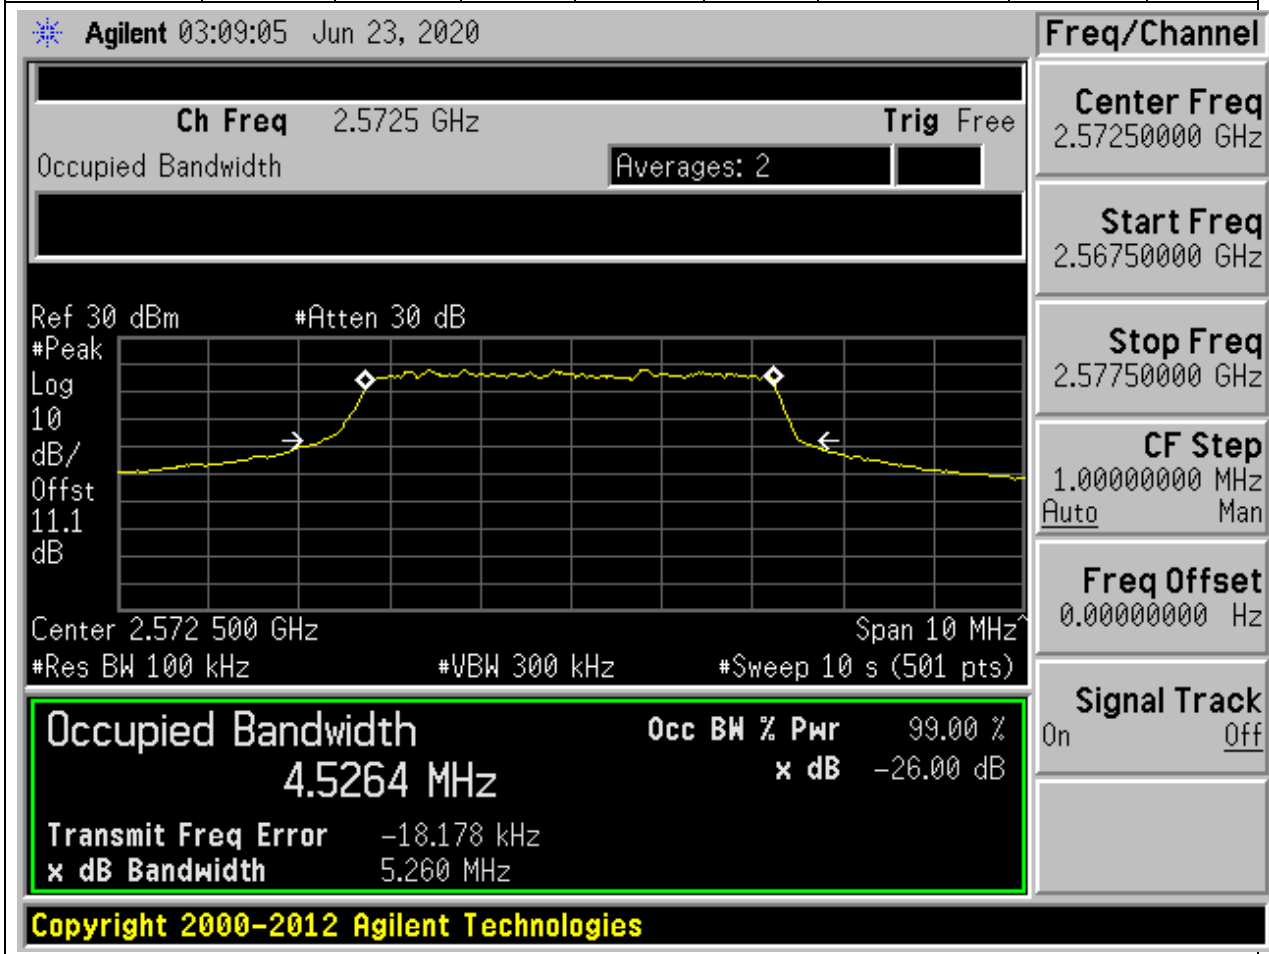 Agilent 03:09:05 Jun 23, 2020
Freq/Channel
Ch Freq 2.5725 GHz Trig Free
Occupied Bandwidth Averages: 2
Center Freq
2.57250000 GHz
Start Freq
2.56750000 GHz
Stop Freq
2.57750000 GHz
CF Step
1.00000000 MHz
Auto Man
Freq Offset
0.00000000 Hz
Signal Track
On Off
Ref 30 dBm #Atten 30 dB
#Peak
Log
10
dB/
Offst
11.1
dB
Center 2.572 500 GHz Span 10 MHz^
#Res BW 100 kHz #VBW 300 kHz #Sweep 10 s (501 pts)
Occupied Bandwidth Occ BW % Pwr 99.00 %
4.5264 MHz x dB -26.00 dB
Transmit Freq Error -18.178 kHz
x dB Bandwidth 5.260 MHz
Copyright 2000-2012 Agilent Technologies